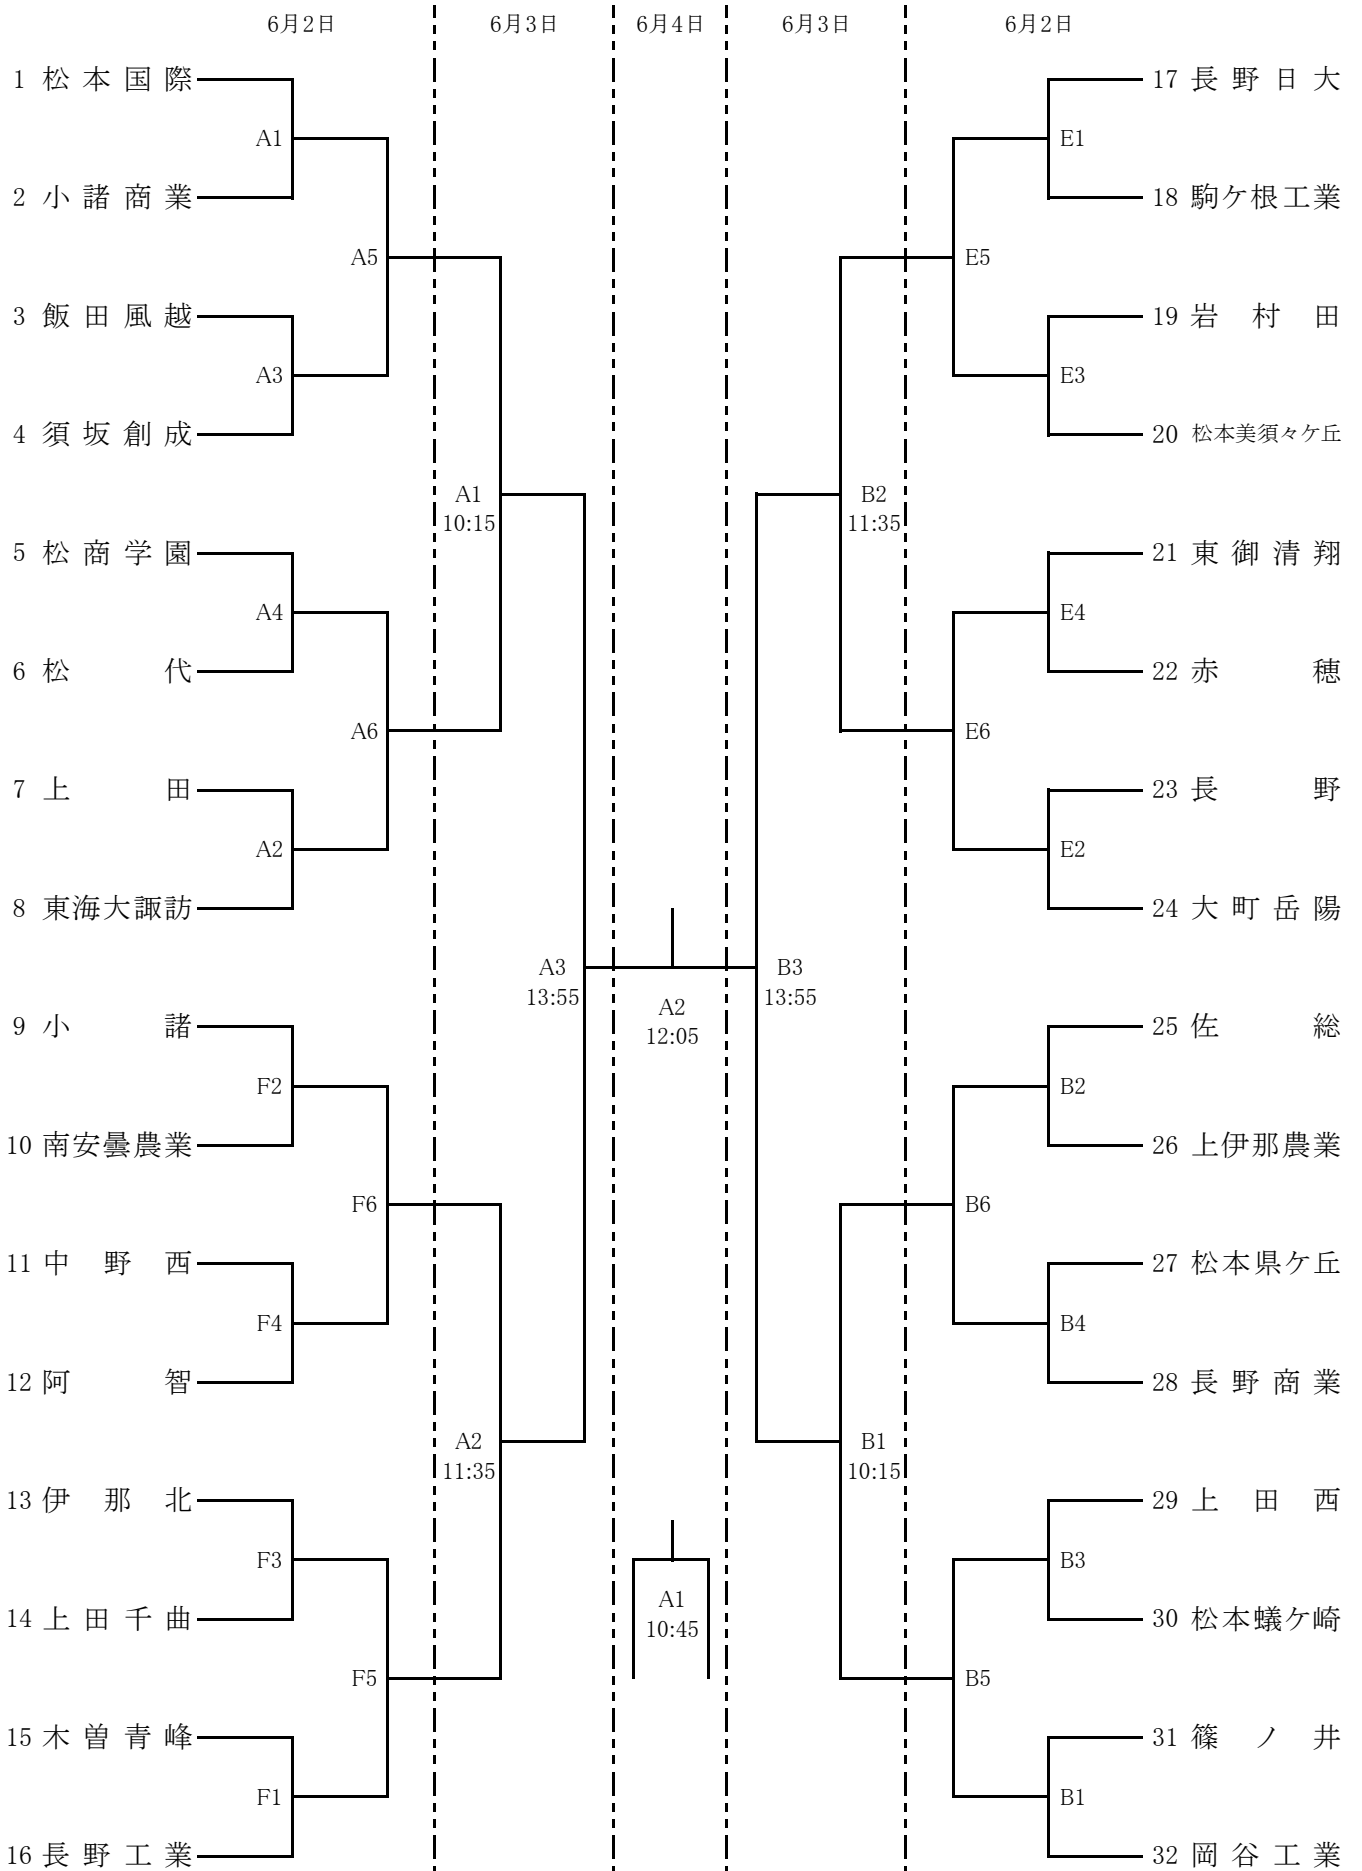 6月2日 6月3日 6月4日 6月3日 6月2日
1 松本国際
A1
2 小諸商業
A5
3 飯田風越
A3
4 須坂創成
A1
10:15
5 松商学園
A4
6 松代
A6
7 上田
A2
8 東海大諏訪
A3
13:55
9 小諸
F2
10 南安曇農業
F6
11 中野西
F4
12 阿智
A2
11:35
13 伊那北
F3
14 上田千曲
F5
15 木曽青峰
F1
16 長野工業
A2
12:05
A1
10:45
17 長野日大
E1
18 駒ケ根工業
E5
19 岩村田
E3
20 松本美須々ケ丘
B2
11:35
21 東御清翔
E4
22 赤穂
E6
23 長野
E2
24 大町岳陽
B3
13:55
25 佐総
B2
26 上伊那農業
B6
27 松本県ケ丘
B4
28 長野商業
B1
10:15
29 上田西
B3
30 松本蟻ケ崎
B5
31 篠ノ井
B1
32 岡谷工業